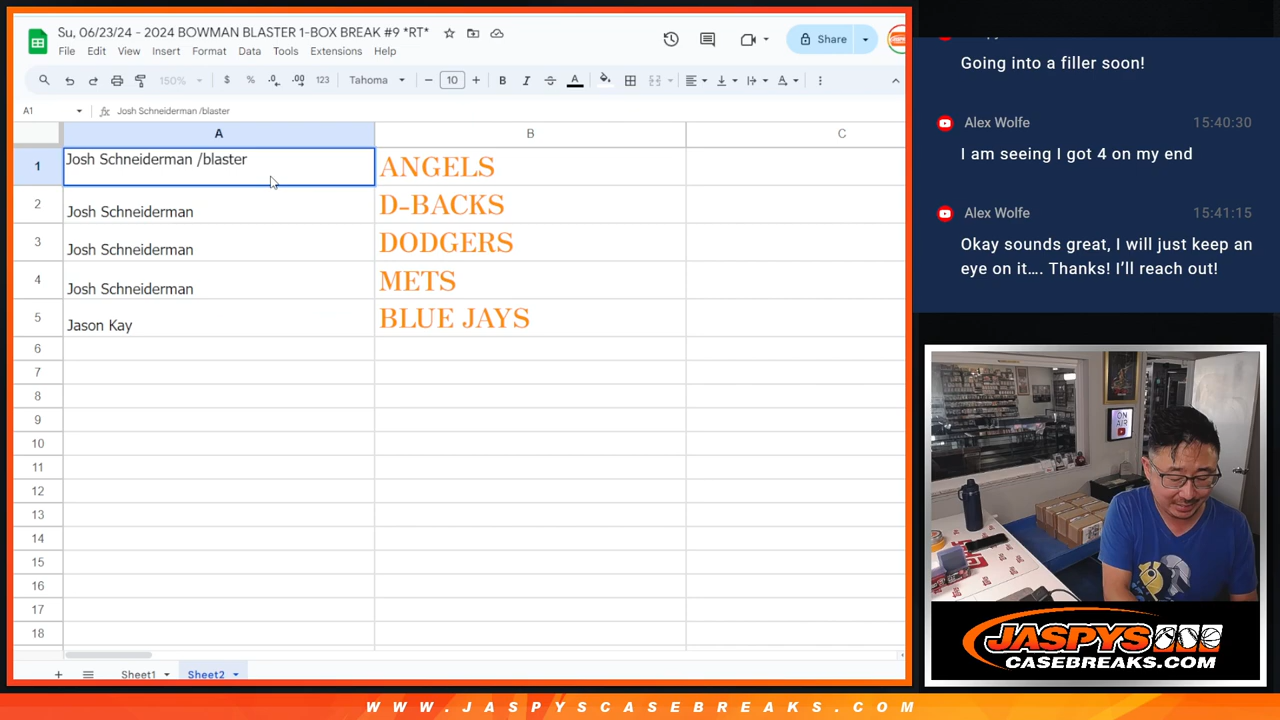 Su, 06/23/24 - 2024 BOWMAN BLASTER 1-BOX BREAK #9 *RT*
File Edit View Insert Format Data Tools Extensions Help
Share
150% $ % .0 .00 123 Tahoma 10 B I A
A1 Josh Schneiderman /blaster
A B C
1 Josh Schneiderman /blaster ANGELS
2 Josh Schneiderman D-BACKS
3 Josh Schneiderman DODGERS
4 Josh Schneiderman METS
5 Jason Kay BLUE JAYS
6
7
8
9
10
11
12
13
14
15
16
17
18
Sheet1 Sheet2
Going into a filler soon!
Alex Wolfe 15:40:30
I am seeing I got 4 on my end
Alex Wolfe 15:41:15
Okay sounds great, I will just keep an
eye on it…. Thanks! I'll reach out!
ON
AIR
JASPYS
CASEBREAKS.COM
WWW.JASPYSCASEBREAKS.COM